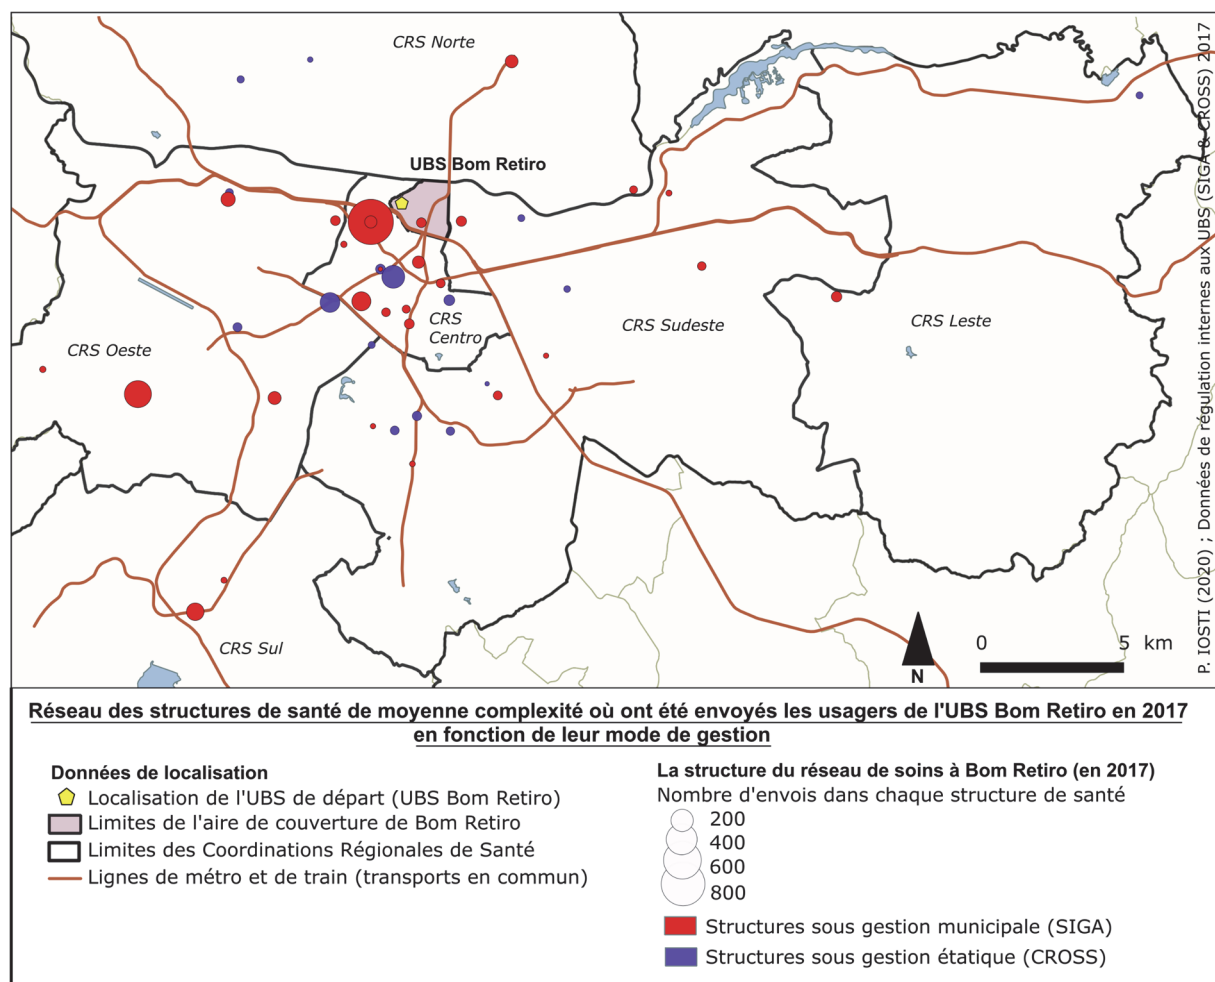 CRS Norte
UBS Bom Retiro
CRS Oeste
CRS
Centro
CRS Sudeste
CRS Leste
CRS Sul
0 5 km
N
P. IOSTI (2020) ; Données de régulation internes aux UBS (SIGA & CROSS) 2017
Réseau des structures de santé de moyenne complexité où ont été envoyés les usagers de l'UBS Bom Retiro en 2017
en fonction de leur mode de gestion
Données de localisation
Localisation de l'UBS de départ (UBS Bom Retiro)
Limites de l'aire de couverture de Bom Retiro
Limites des Coordinations Régionales de Santé
Lignes de métro et de train (transports en commun)
La structure du réseau de soins à Bom Retiro (en 2017)
Nombre d'envois dans chaque structure de santé
200
400
600
800
Structures sous gestion municipale (SIGA)
Structures sous gestion étatique (CROSS)